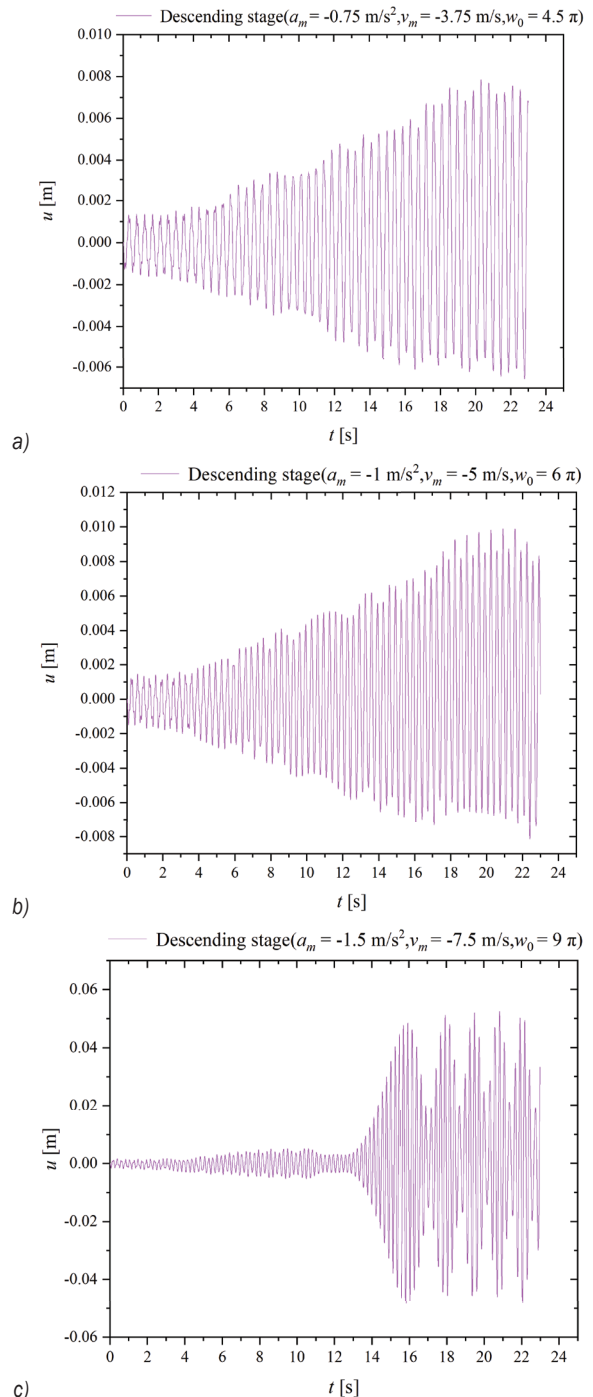 Descending stage(a_m = -0.75 m/s²,v_m = -3.75 m/s,w_0 = 4.5 π)
0.010
0.008
0.006
0.004
0.002
0.000
-0.002
-0.004
-0.006
u [m]
0 2 4 6 8 10 12 14 16 18 20 22 24
t [s]
a)
Descending stage(a_m = -1 m/s²,v_m = -5 m/s,w_0 = 6 π)
0.012
0.010
0.008
0.006
0.004
0.002
0.000
-0.002
-0.004
-0.006
-0.008
u [m]
0 2 4 6 8 10 12 14 16 18 20 22 24
t [s]
b)
Descending stage(a_m = -1.5 m/s²,v_m = -7.5 m/s,w_0 = 9 π)
0.06
0.04
0.02
0.00
-0.02
-0.04
-0.06
u [m]
0 2 4 6 8 10 12 14 16 18 20 22 24
t [s]
c)